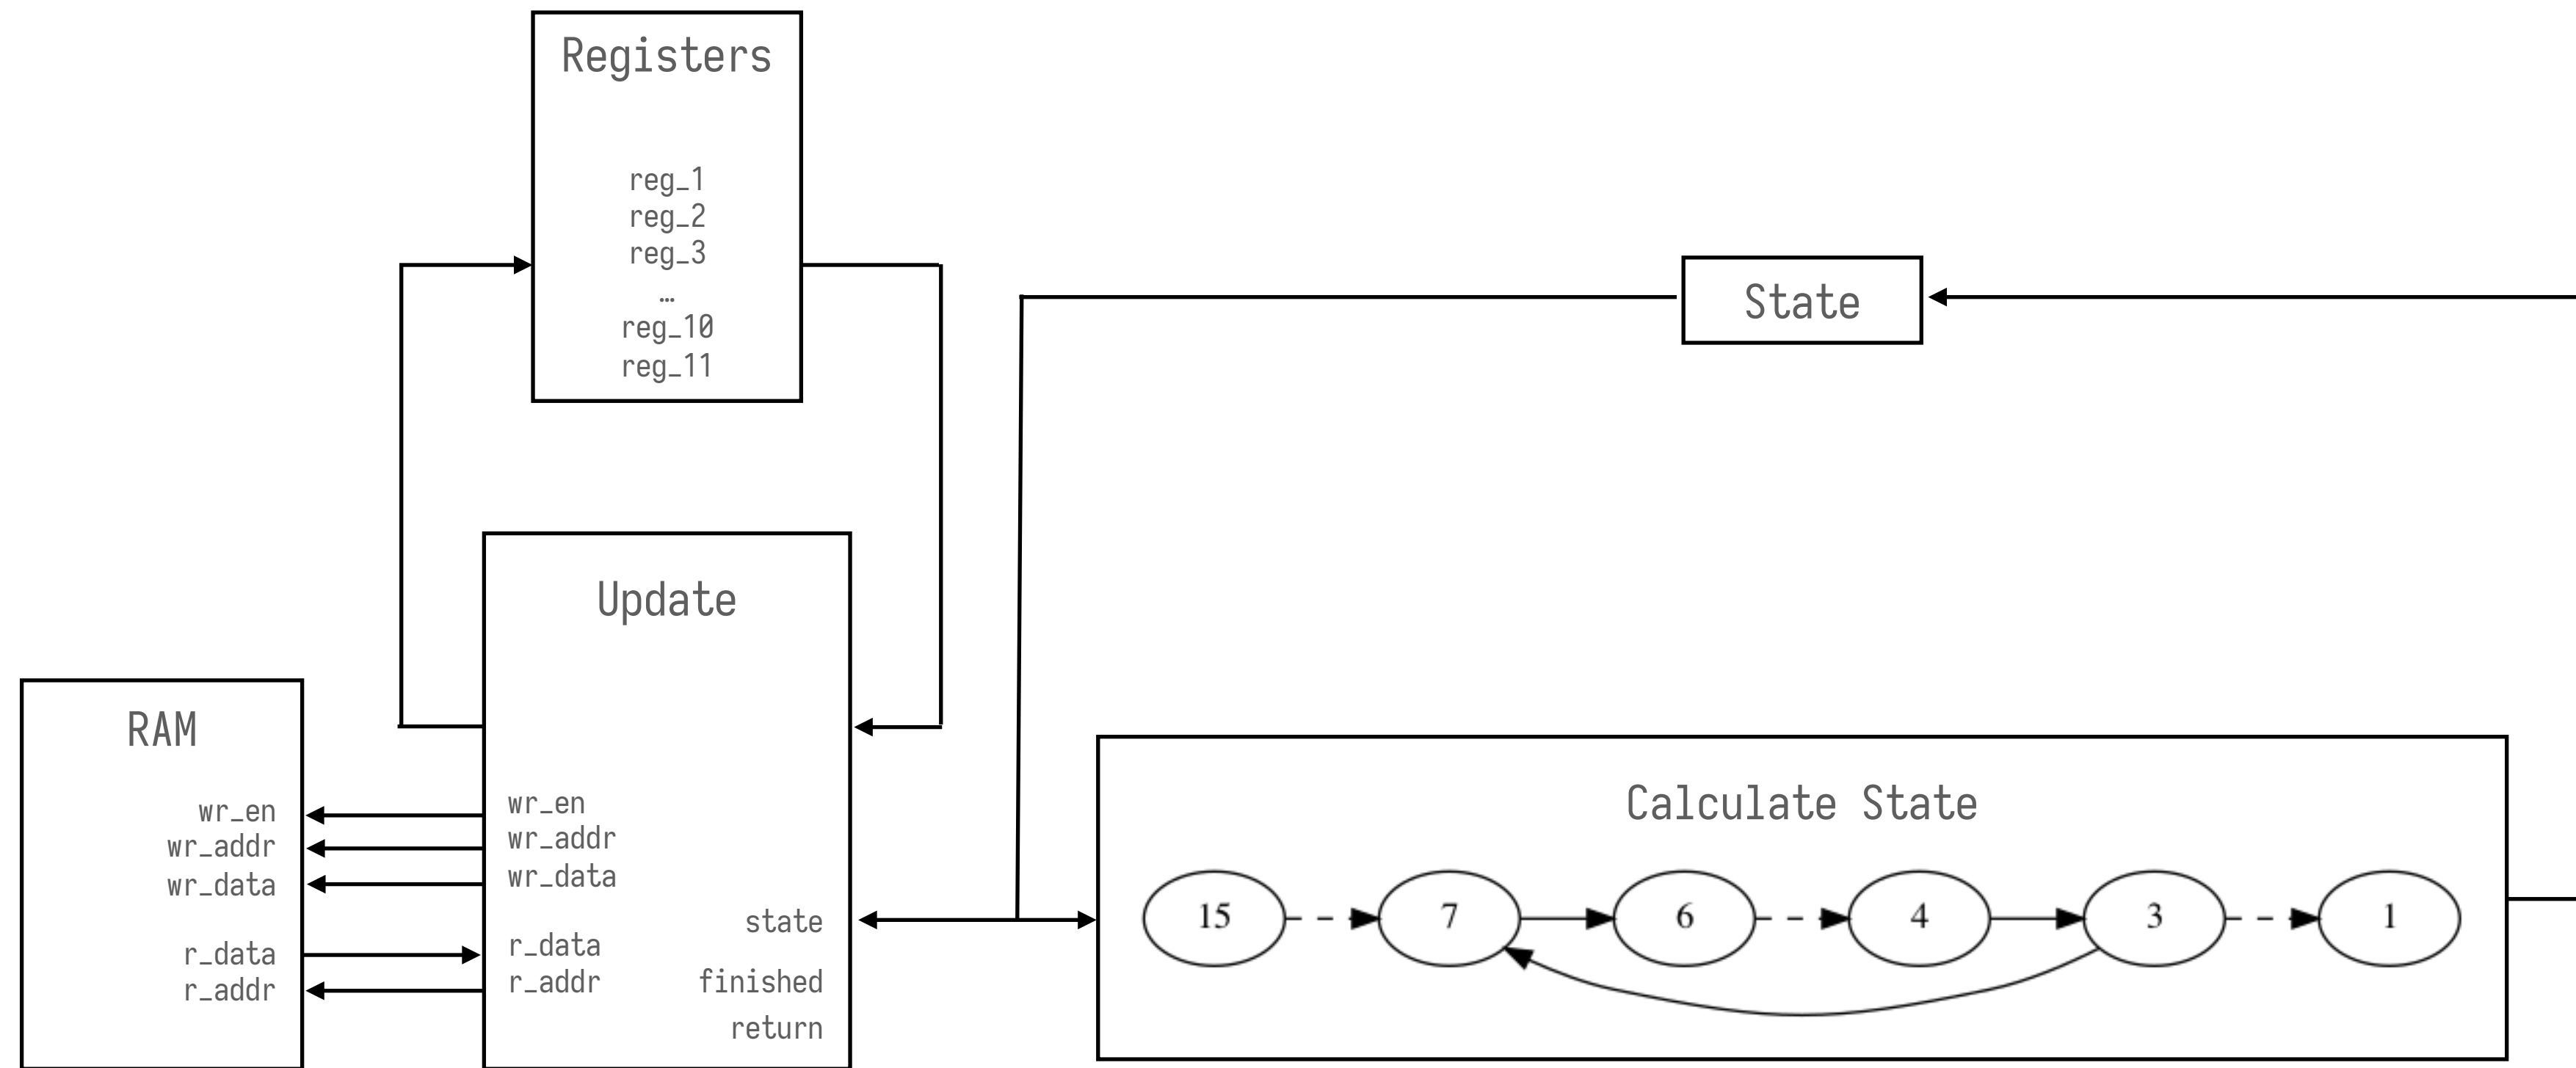 Registers
reg_1
reg_2
reg_3
…
reg_10
reg_11
State
Update
RAM
wr_en
wr_addr
wr_data
r_data
r_addr
wr_en
wr_addr
wr_data
r_data
r_addr
state
finished
return
Calculate State
15 7 6 4 3 1